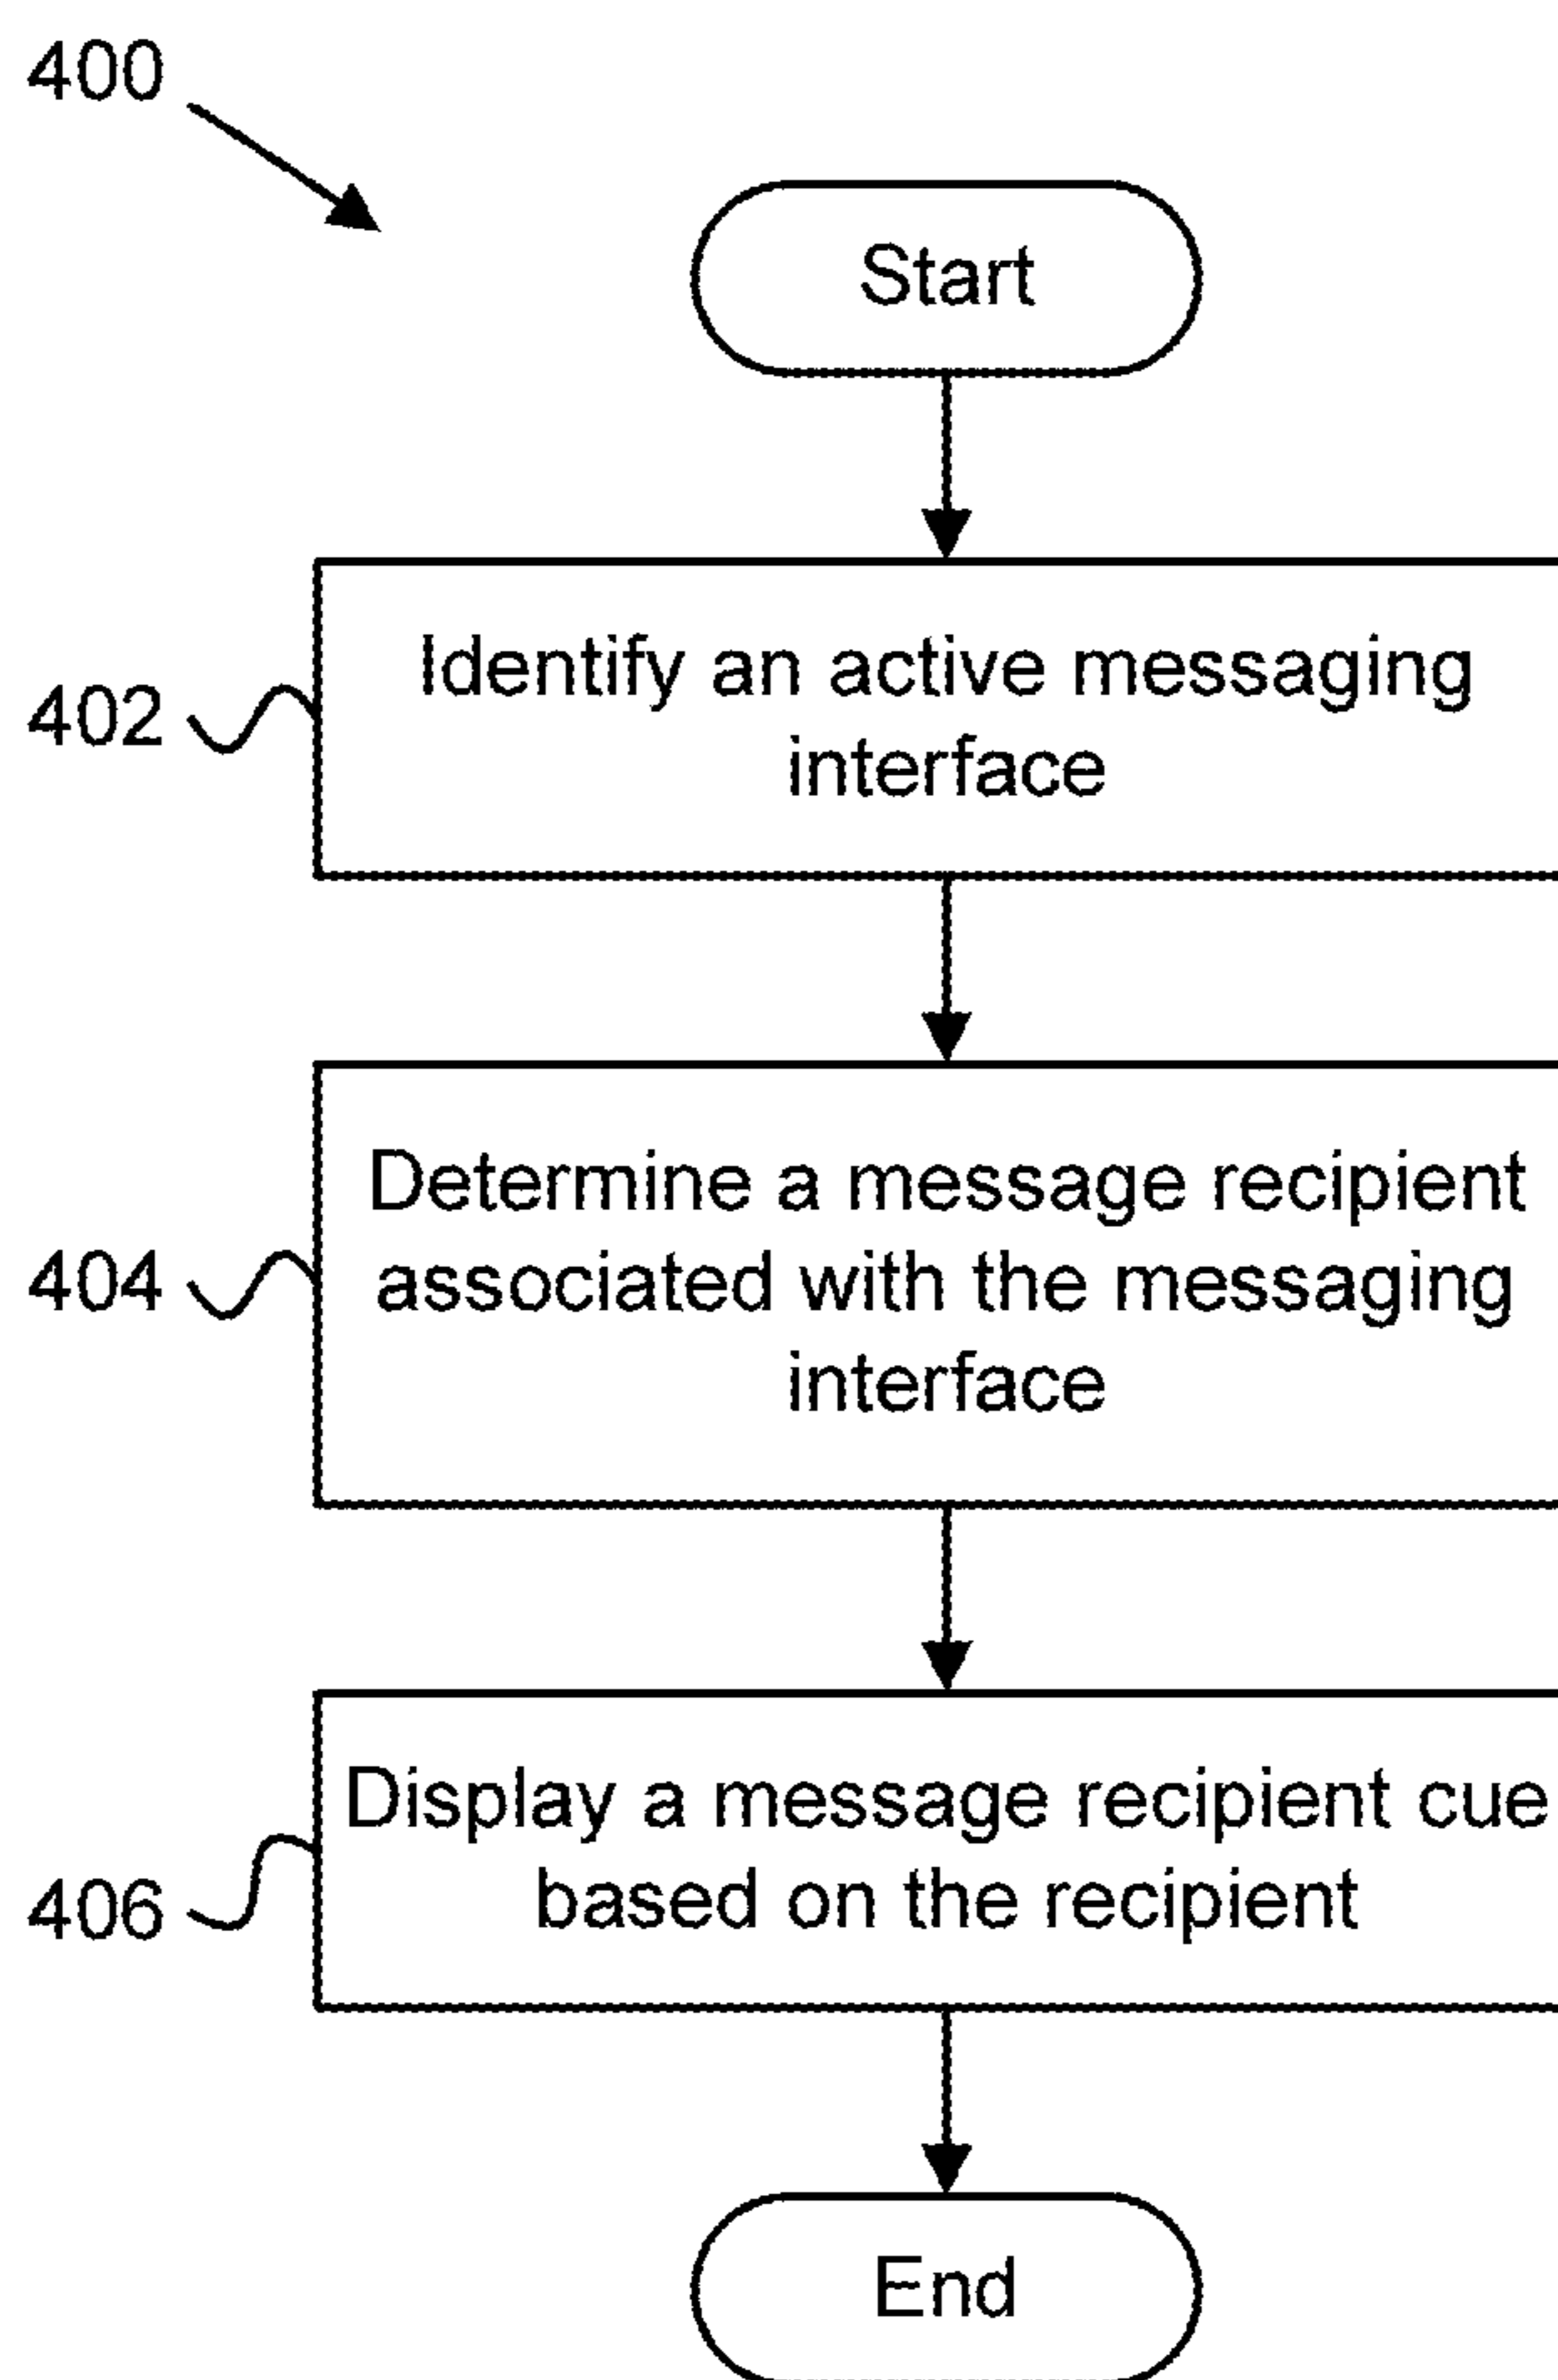 400
Start
402
Identify an active messaging
interface
404
Determine a message recipient
associated with the messaging
interface
406
Display a message recipient cue
based on the recipient
End